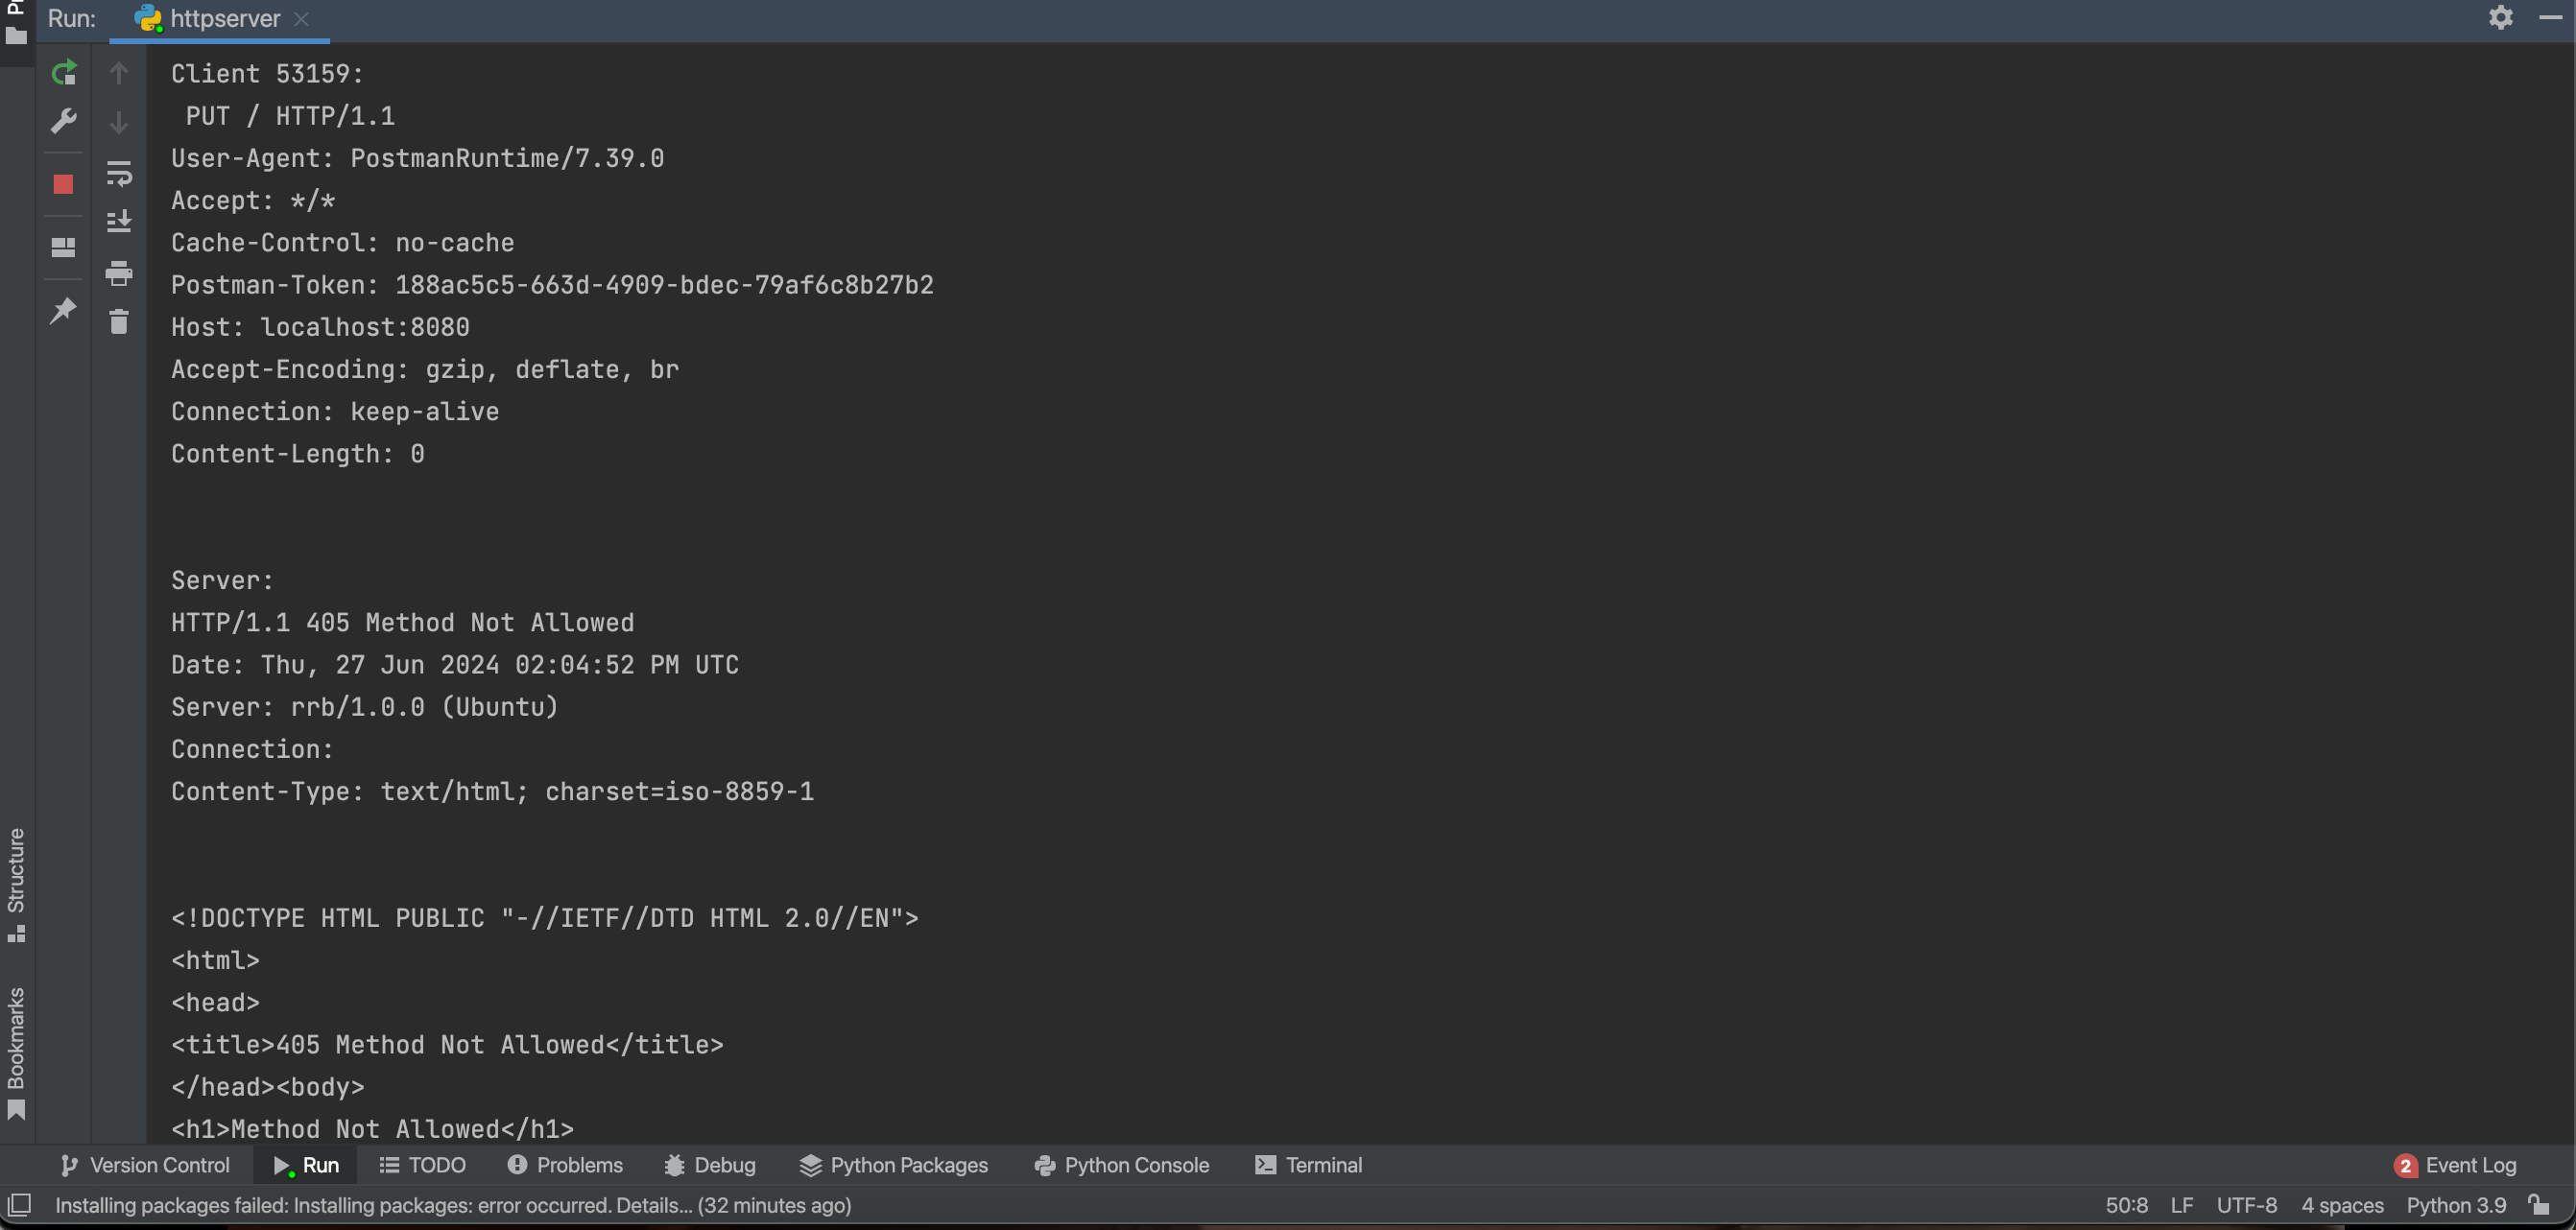 Run: httpserver
Client 53159:
PUT / HTTP/1.1
User-Agent: PostmanRuntime/7.39.0
Accept: */*
Cache-Control: no-cache
Postman-Token: 188ac5c5-663d-4909-bdec-79af6c8b27b2
Host: localhost:8080
Accept-Encoding: gzip, deflate, br
Connection: keep-alive
Content-Length: 0
Server:
HTTP/1.1 405 Method Not Allowed
Date: Thu, 27 Jun 2024 02:04:52 PM UTC
Server: rrb/1.0.0 (Ubuntu)
Connection:
Content-Type: text/html; charset=iso-8859-1
<!DOCTYPE HTML PUBLIC "-//IETF//DTD HTML 2.0//EN">
<html>
<head>
<title>405 Method Not Allowed</title>
</head><body>
<h1>Method Not Allowed</h1>
Structure
Bookmarks
Version Control Run TODO Problems Debug Python Packages Python Console Terminal 2 Event Log
Installing packages failed: Installing packages: error occurred. Details... (32 minutes ago) 50:8 LF UTF-8 4 spaces Python 3.9